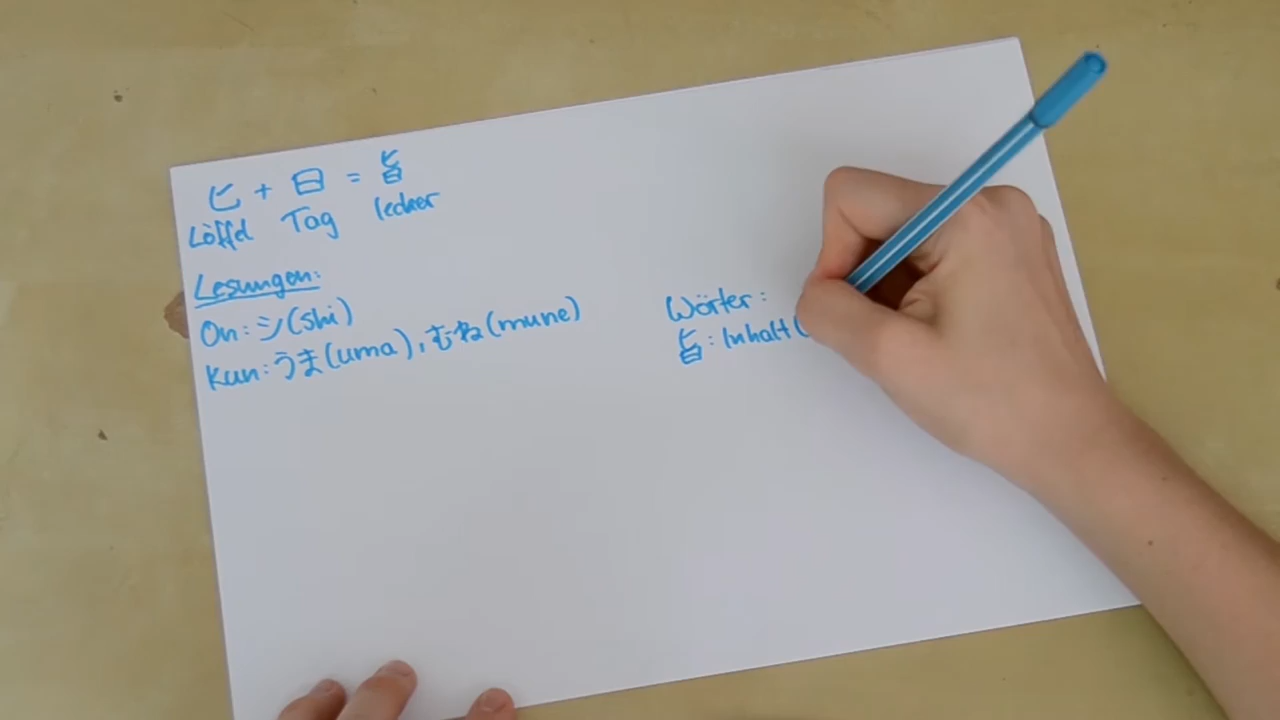 匕 + 日 = 旨
Löffel Tag lecker
Lesungen:
On: シ(shi)
Kun: うま(uma), むね(mune)
Wörter:
旨: Inhalt(